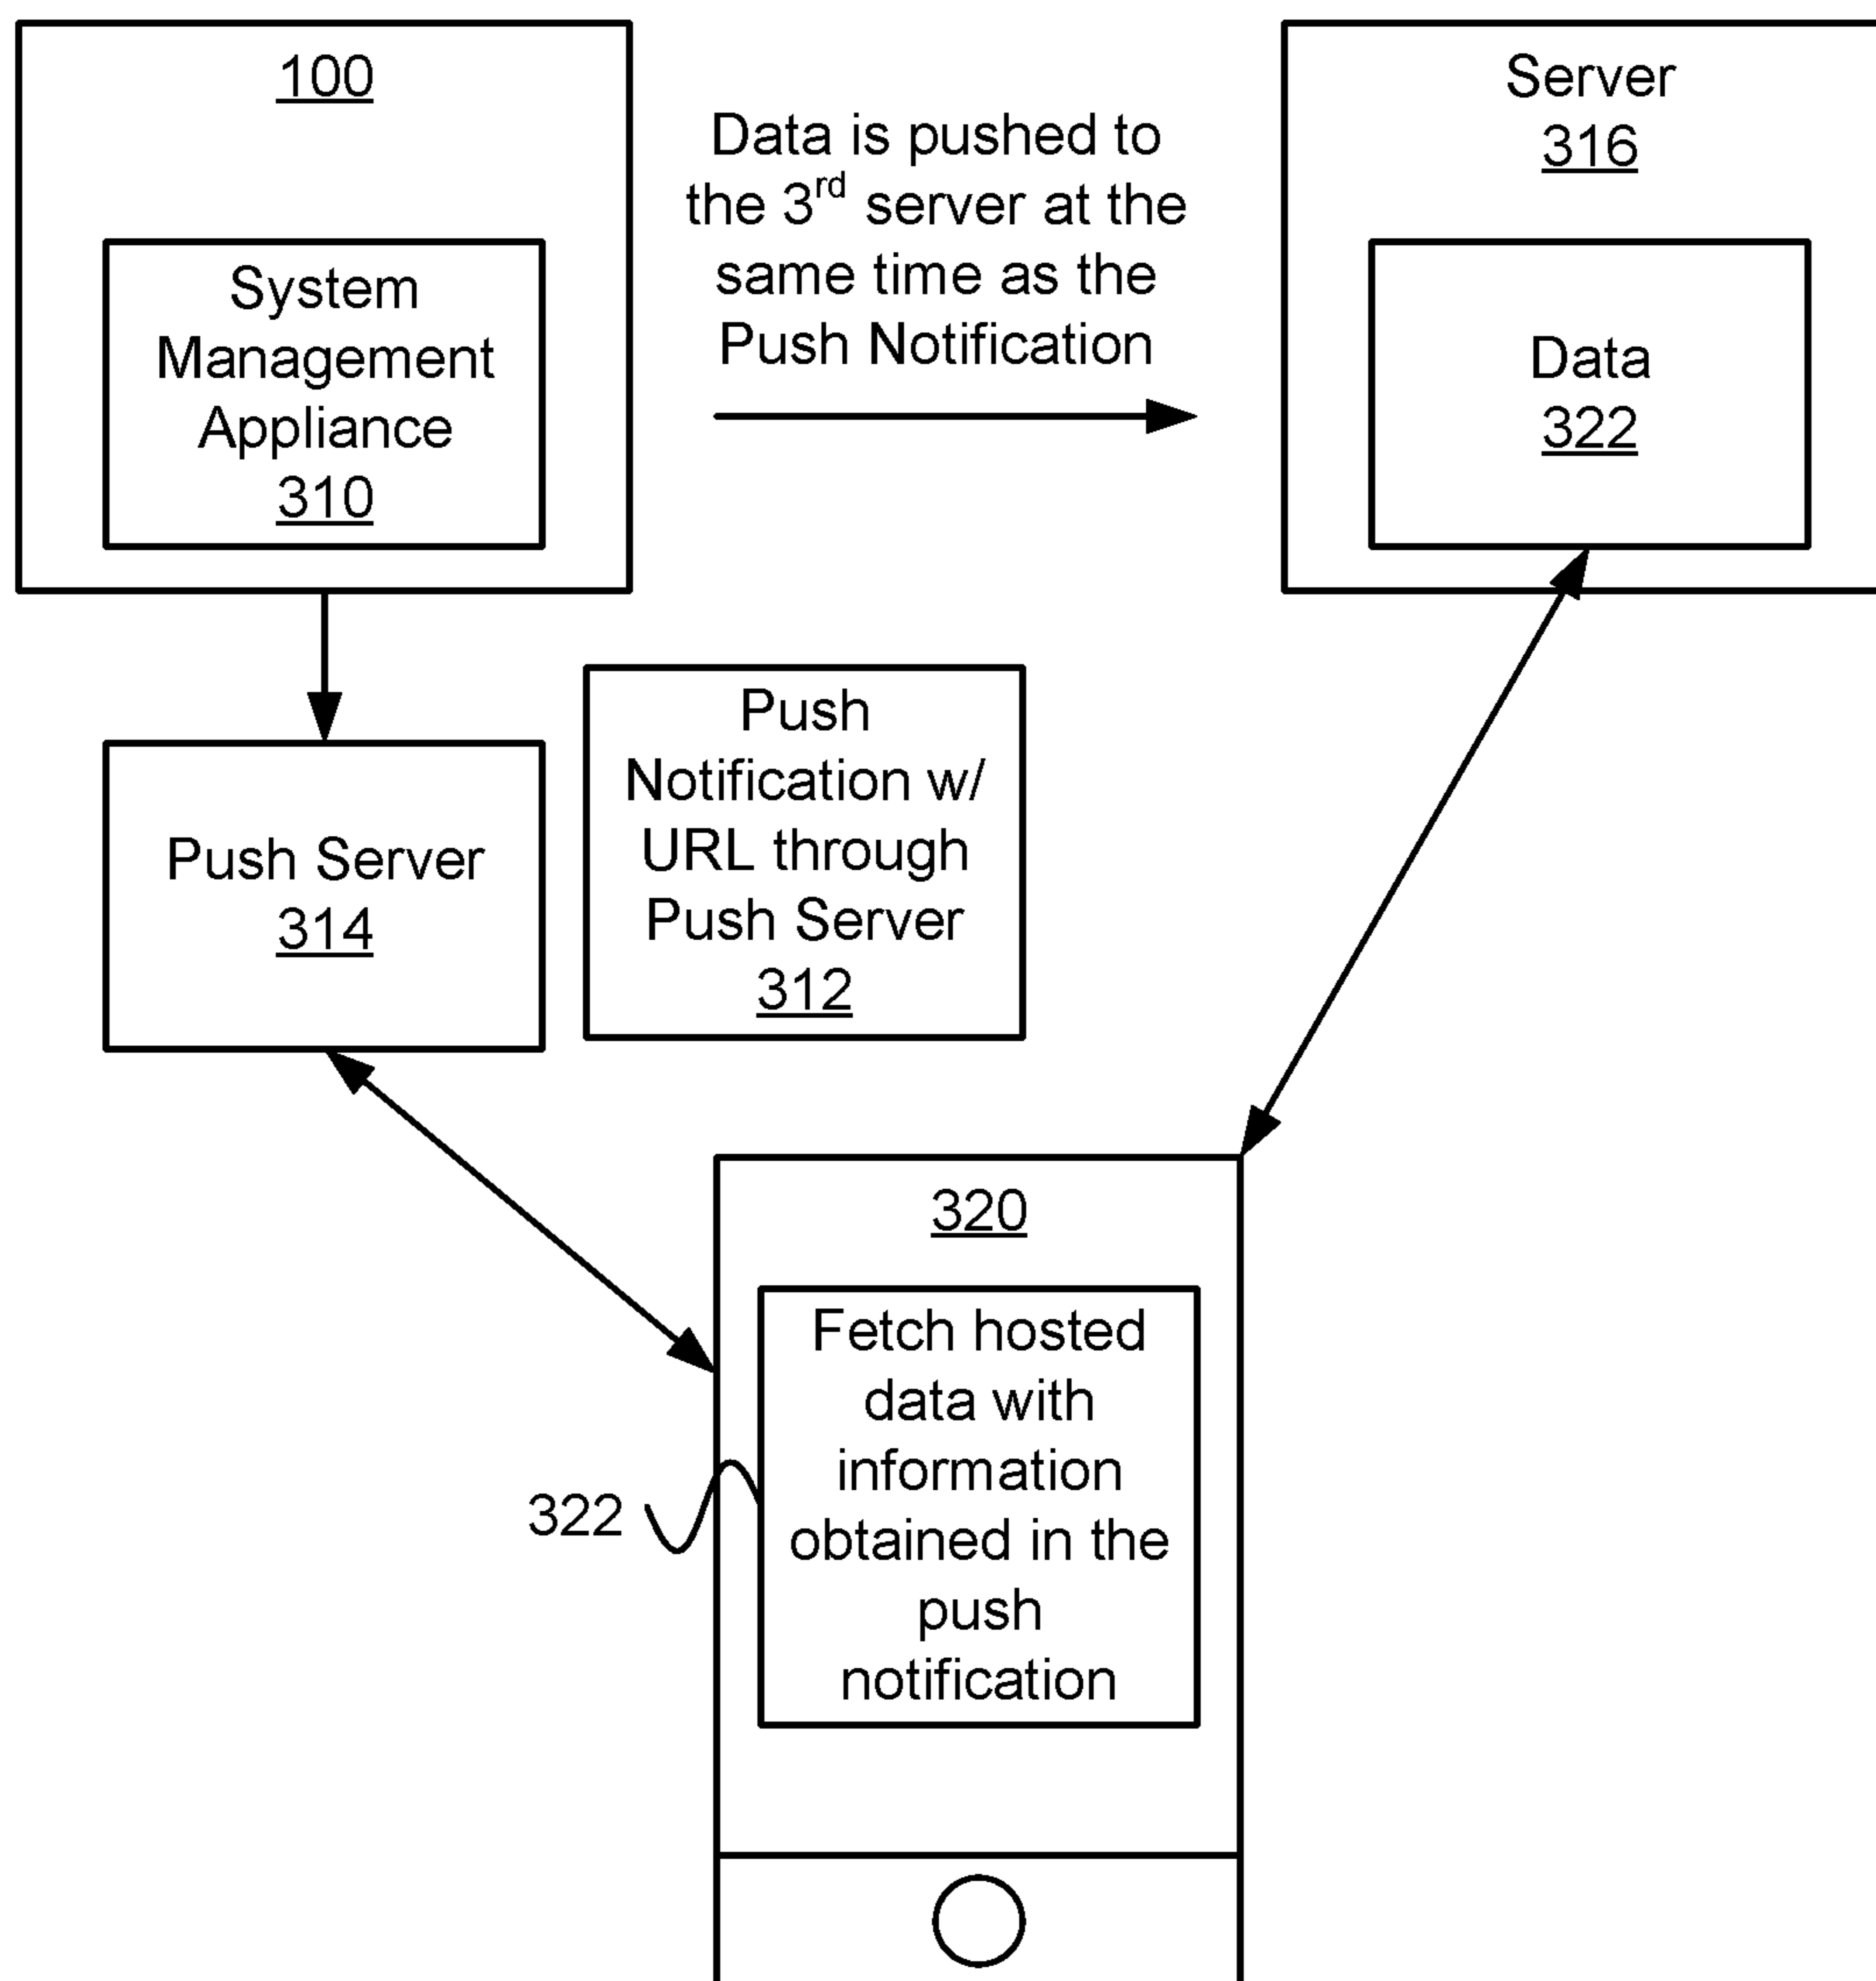 100
System
Management
Appliance
310
Data is pushed to
the 3rd server at the
same time as the
Push Notification
Server
316
Data
322
Push Server
314
Push
Notification w/
URL through
Push Server
312
320
Fetch hosted
data with
information
obtained in the
push
notification
322